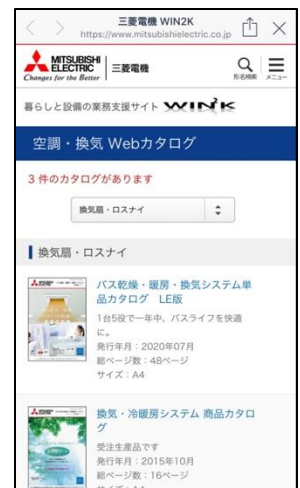 三菱電機 WIN2K
https://www.mitsubishielectric.co.jp
MITSUBISHI
ELECTRIC
Changes for the Better
三菱電機
形名検索
メニュー
暮らしと設備の業務支援サイト WIN²K
空調・換気 Webカタログ
3 件のカタログがあります
換気扇・ロスナイ
換気扇・ロスナイ
バス乾燥・暖房・換気システム単
品カタログ LE版
1台5役で一年中、バスライフを快適
に。
発行年月:2020年07月
総ページ数:48ページ
サイズ:A4
換気・冷暖房システム 商品カタロ
グ
受注生産品です
発行年月:2015年10月
総ページ数:16ページ